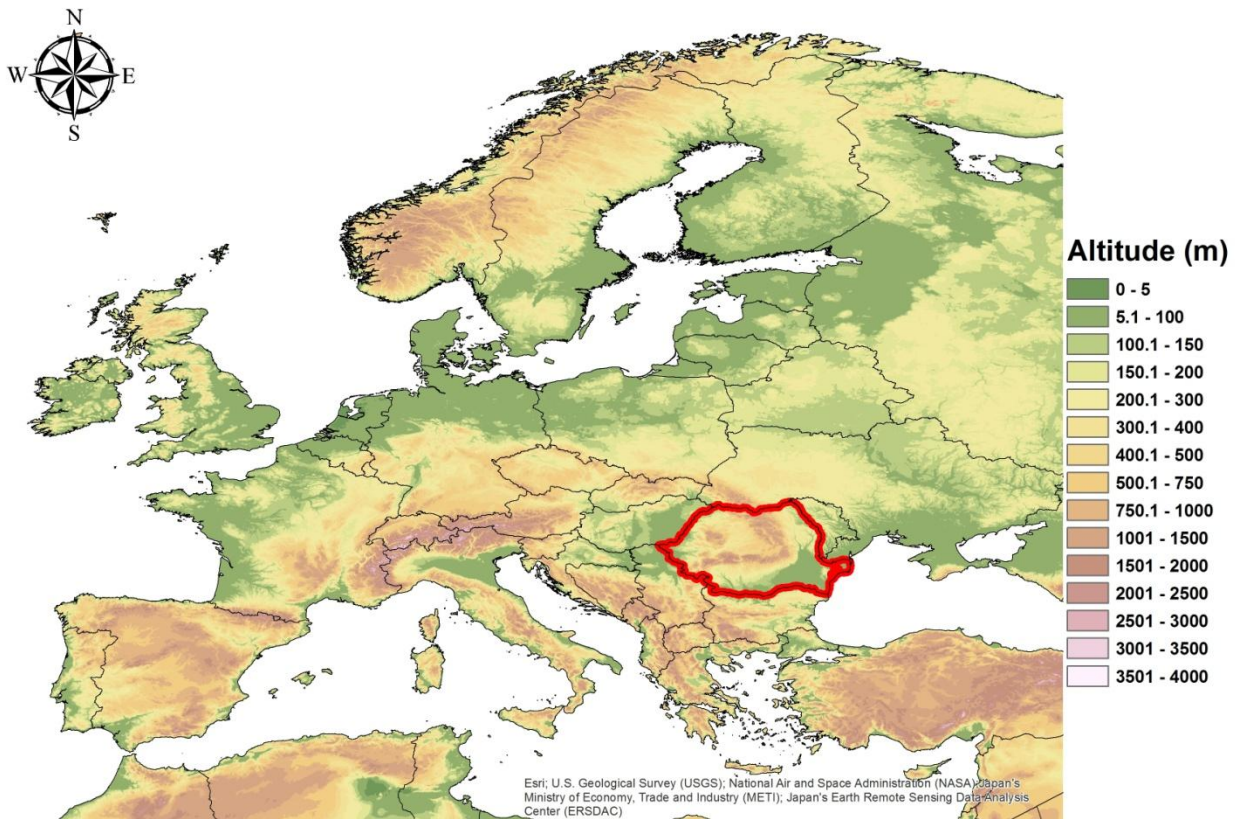 N
W E
S
Altitude (m)
0 - 5
5.1 - 100
100.1 - 150
150.1 - 200
200.1 - 300
300.1 - 400
400.1 - 500
500.1 - 750
750.1 - 1000
1001 - 1500
1501 - 2000
2001 - 2500
2501 - 3000
3001 - 3500
3501 - 4000
Esri; U.S. Geological Survey (USGS); National Air and Space Administration (NASA); Japan's
Ministry of Economy, Trade and Industry (METI); Japan's Earth Remote Sensing Data Analysis
Center (ERSDAC)